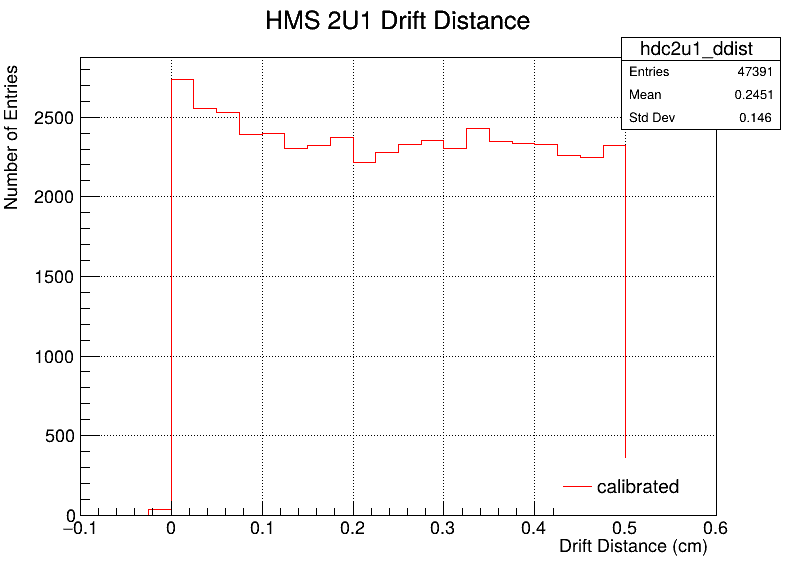 HMS 2U1 Drift Distance
hdc2u1_ddist
Entries 47391
Mean 0.2451
Std Dev 0.146
Number of Entries
2500
2000
1500
1000
500
0
−0.1 0 0.1 0.2 0.3 0.4 0.5 0.6
calibrated
Drift Distance (cm)